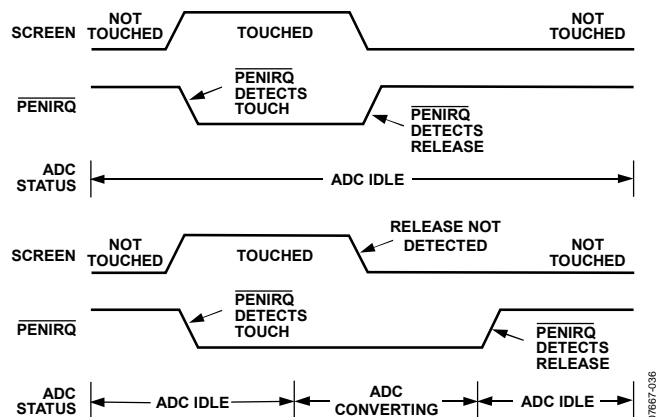 SCREEN
NOT
TOUCHED
TOUCHED
NOT
TOUCHED
PENIRQ
PENIRQ
DETECTS
TOUCH
PENIRQ
DETECTS
RELEASE
ADC
STATUS
ADC IDLE
SCREEN
NOT
TOUCHED
TOUCHED
RELEASE NOT
DETECTED
NOT
TOUCHED
PENIRQ
PENIRQ
DETECTS
TOUCH
PENIRQ
DETECTS
RELEASE
ADC
STATUS
ADC IDLE
ADC
CONVERTING
ADC IDLE